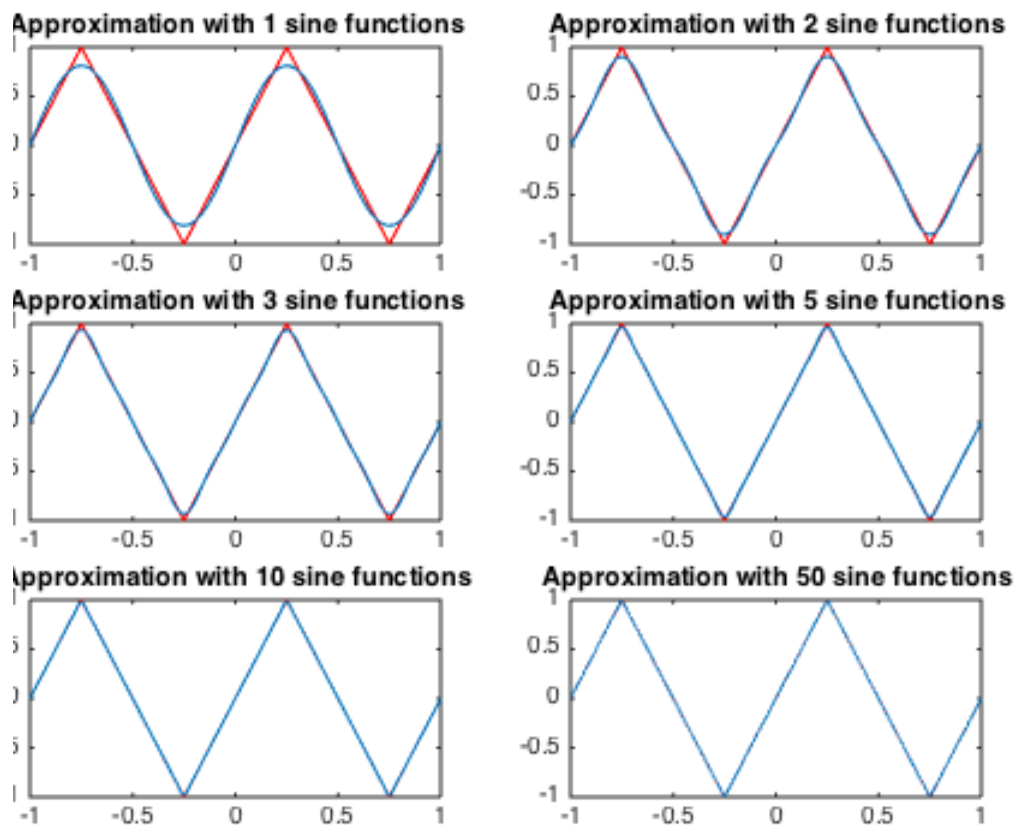 Approximation with 1 sine functions
-1 -0.5 0 0.5 1
Approximation with 2 sine functions
1
0.5
0
-0.5
-1
-1 -0.5 0 0.5 1
Approximation with 3 sine functions
-1 -0.5 0 0.5 1
Approximation with 5 sine functions
1
0.5
0
-0.5
-1
-1 -0.5 0 0.5 1
Approximation with 10 sine functions
-1 -0.5 0 0.5 1
Approximation with 50 sine functions
1
0.5
0
-0.5
-1
-1 -0.5 0 0.5 1